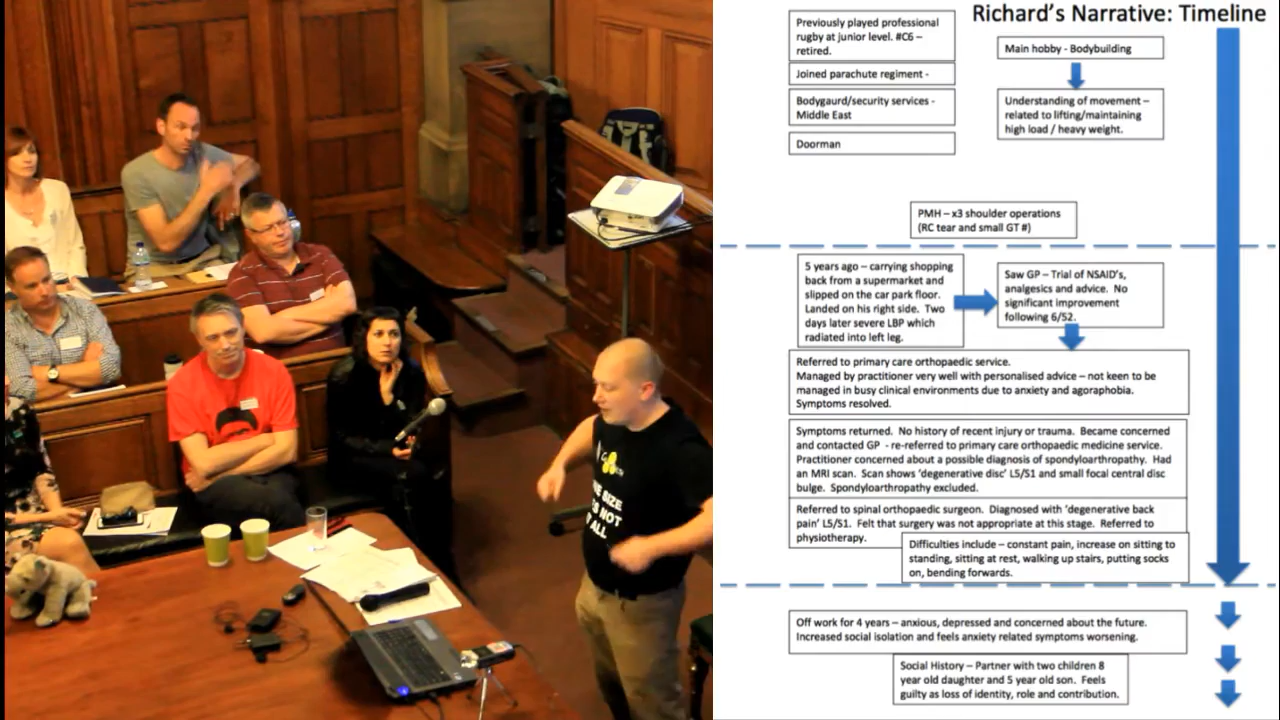 Richard's Narrative: Timeline
Previously played professional
rugby at junior level. #C6 –
retired.
Joined parachute regiment -
Bodygaurd/security services -
Middle East
Doorman
Main hobby - Bodybuilding
Understanding of movement –
related to lifting/maintaining
high load / heavy weight.
PMH – x3 shoulder operations
(RC tear and small GT #)
5 years ago – carrying shopping
back from a supermarket and
slipped on the car park floor.
Landed on his right side. Two
days later severe LBP which
radiated into left leg.
Saw GP – Trial of NSAID's,
analgesics and advice. No
significant improvement
following 6/52.
Referred to primary care orthopaedic service.
Managed by practitioner very well with personalised advice – not keen to be
managed in busy clinical environments due to anxiety and agoraphobia.
Symptoms resolved.
Symptoms returned. No history of recent injury or trauma. Became concerned
and contacted GP - re-referred to primary care orthopaedic medicine service.
Practitioner concerned about a possible diagnosis of spondyloarthropathy. Had
an MRI scan. Scan shows 'degenerative disc' L5/S1 and small focal central disc
bulge. Spondyloarthropathy excluded.
Referred to spinal orthopaedic surgeon. Diagnosed with 'degenerative back
pain' L5/S1. Felt that surgery was not appropriate at this stage. Referred to
physiotherapy.
Difficulties include – constant pain, increase on sitting to
standing, sitting at rest, walking up stairs, putting socks
on, bending forwards.
Off work for 4 years – anxious, depressed and concerned about the future.
Increased social isolation and feels anxiety related symptoms worsening.
Social History – Partner with two children 8
year old daughter and 5 year old son. Feels
guilty as loss of identity, role and contribution.
SIZE
NOT
ALL